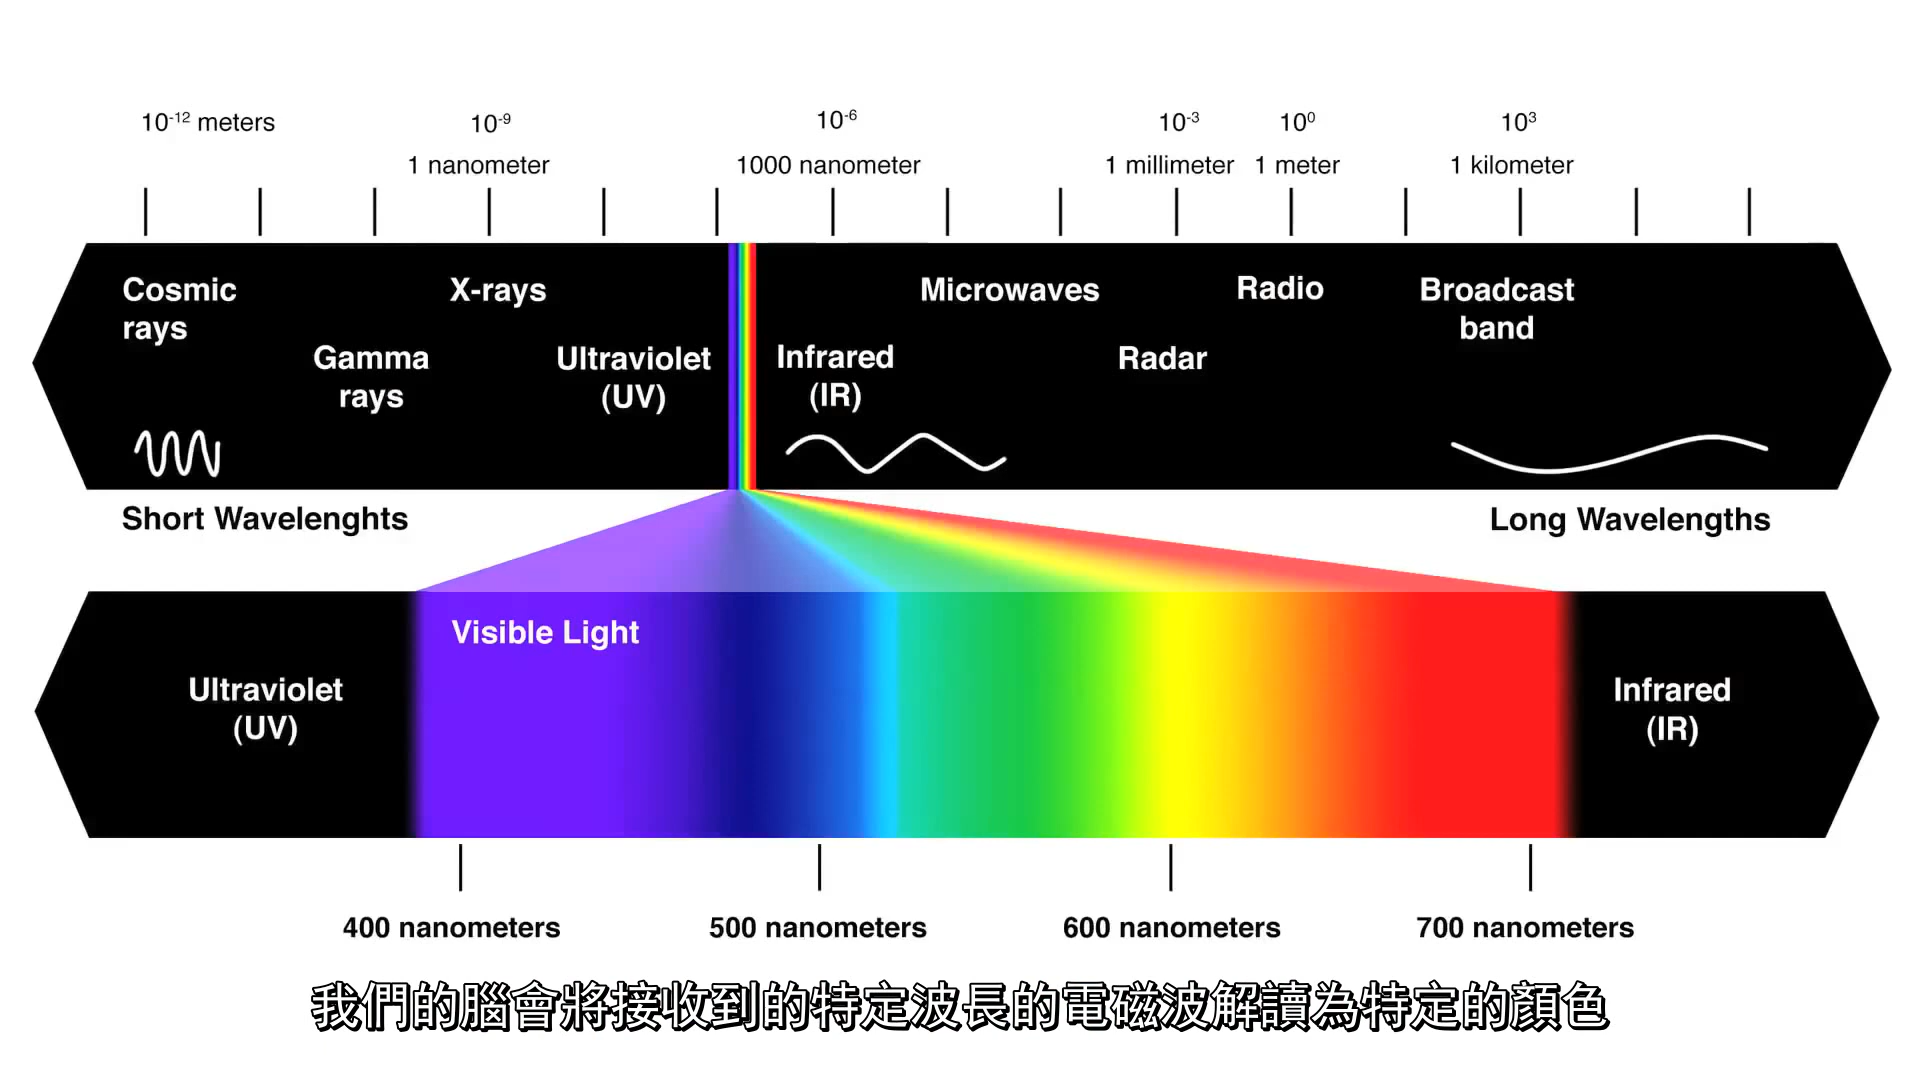 10⁻¹² meters
10⁻⁹
10⁻⁶
10⁻³
10⁰
10³
1 nanometer
1000 nanometer
1 millimeter
1 meter
1 kilometer
Cosmic
rays
X-rays
Microwaves
Radio
Broadcast
band
Gamma
rays
Ultraviolet
(UV)
Infrared
(IR)
Radar
Short Wavelenghts
Long Wavelengths
Visible Light
Ultraviolet
(UV)
Infrared
(IR)
400 nanometers
500 nanometers
600 nanometers
700 nanometers
我們的腦會將接收到的特定波長的電磁波解讀為特定的顏色